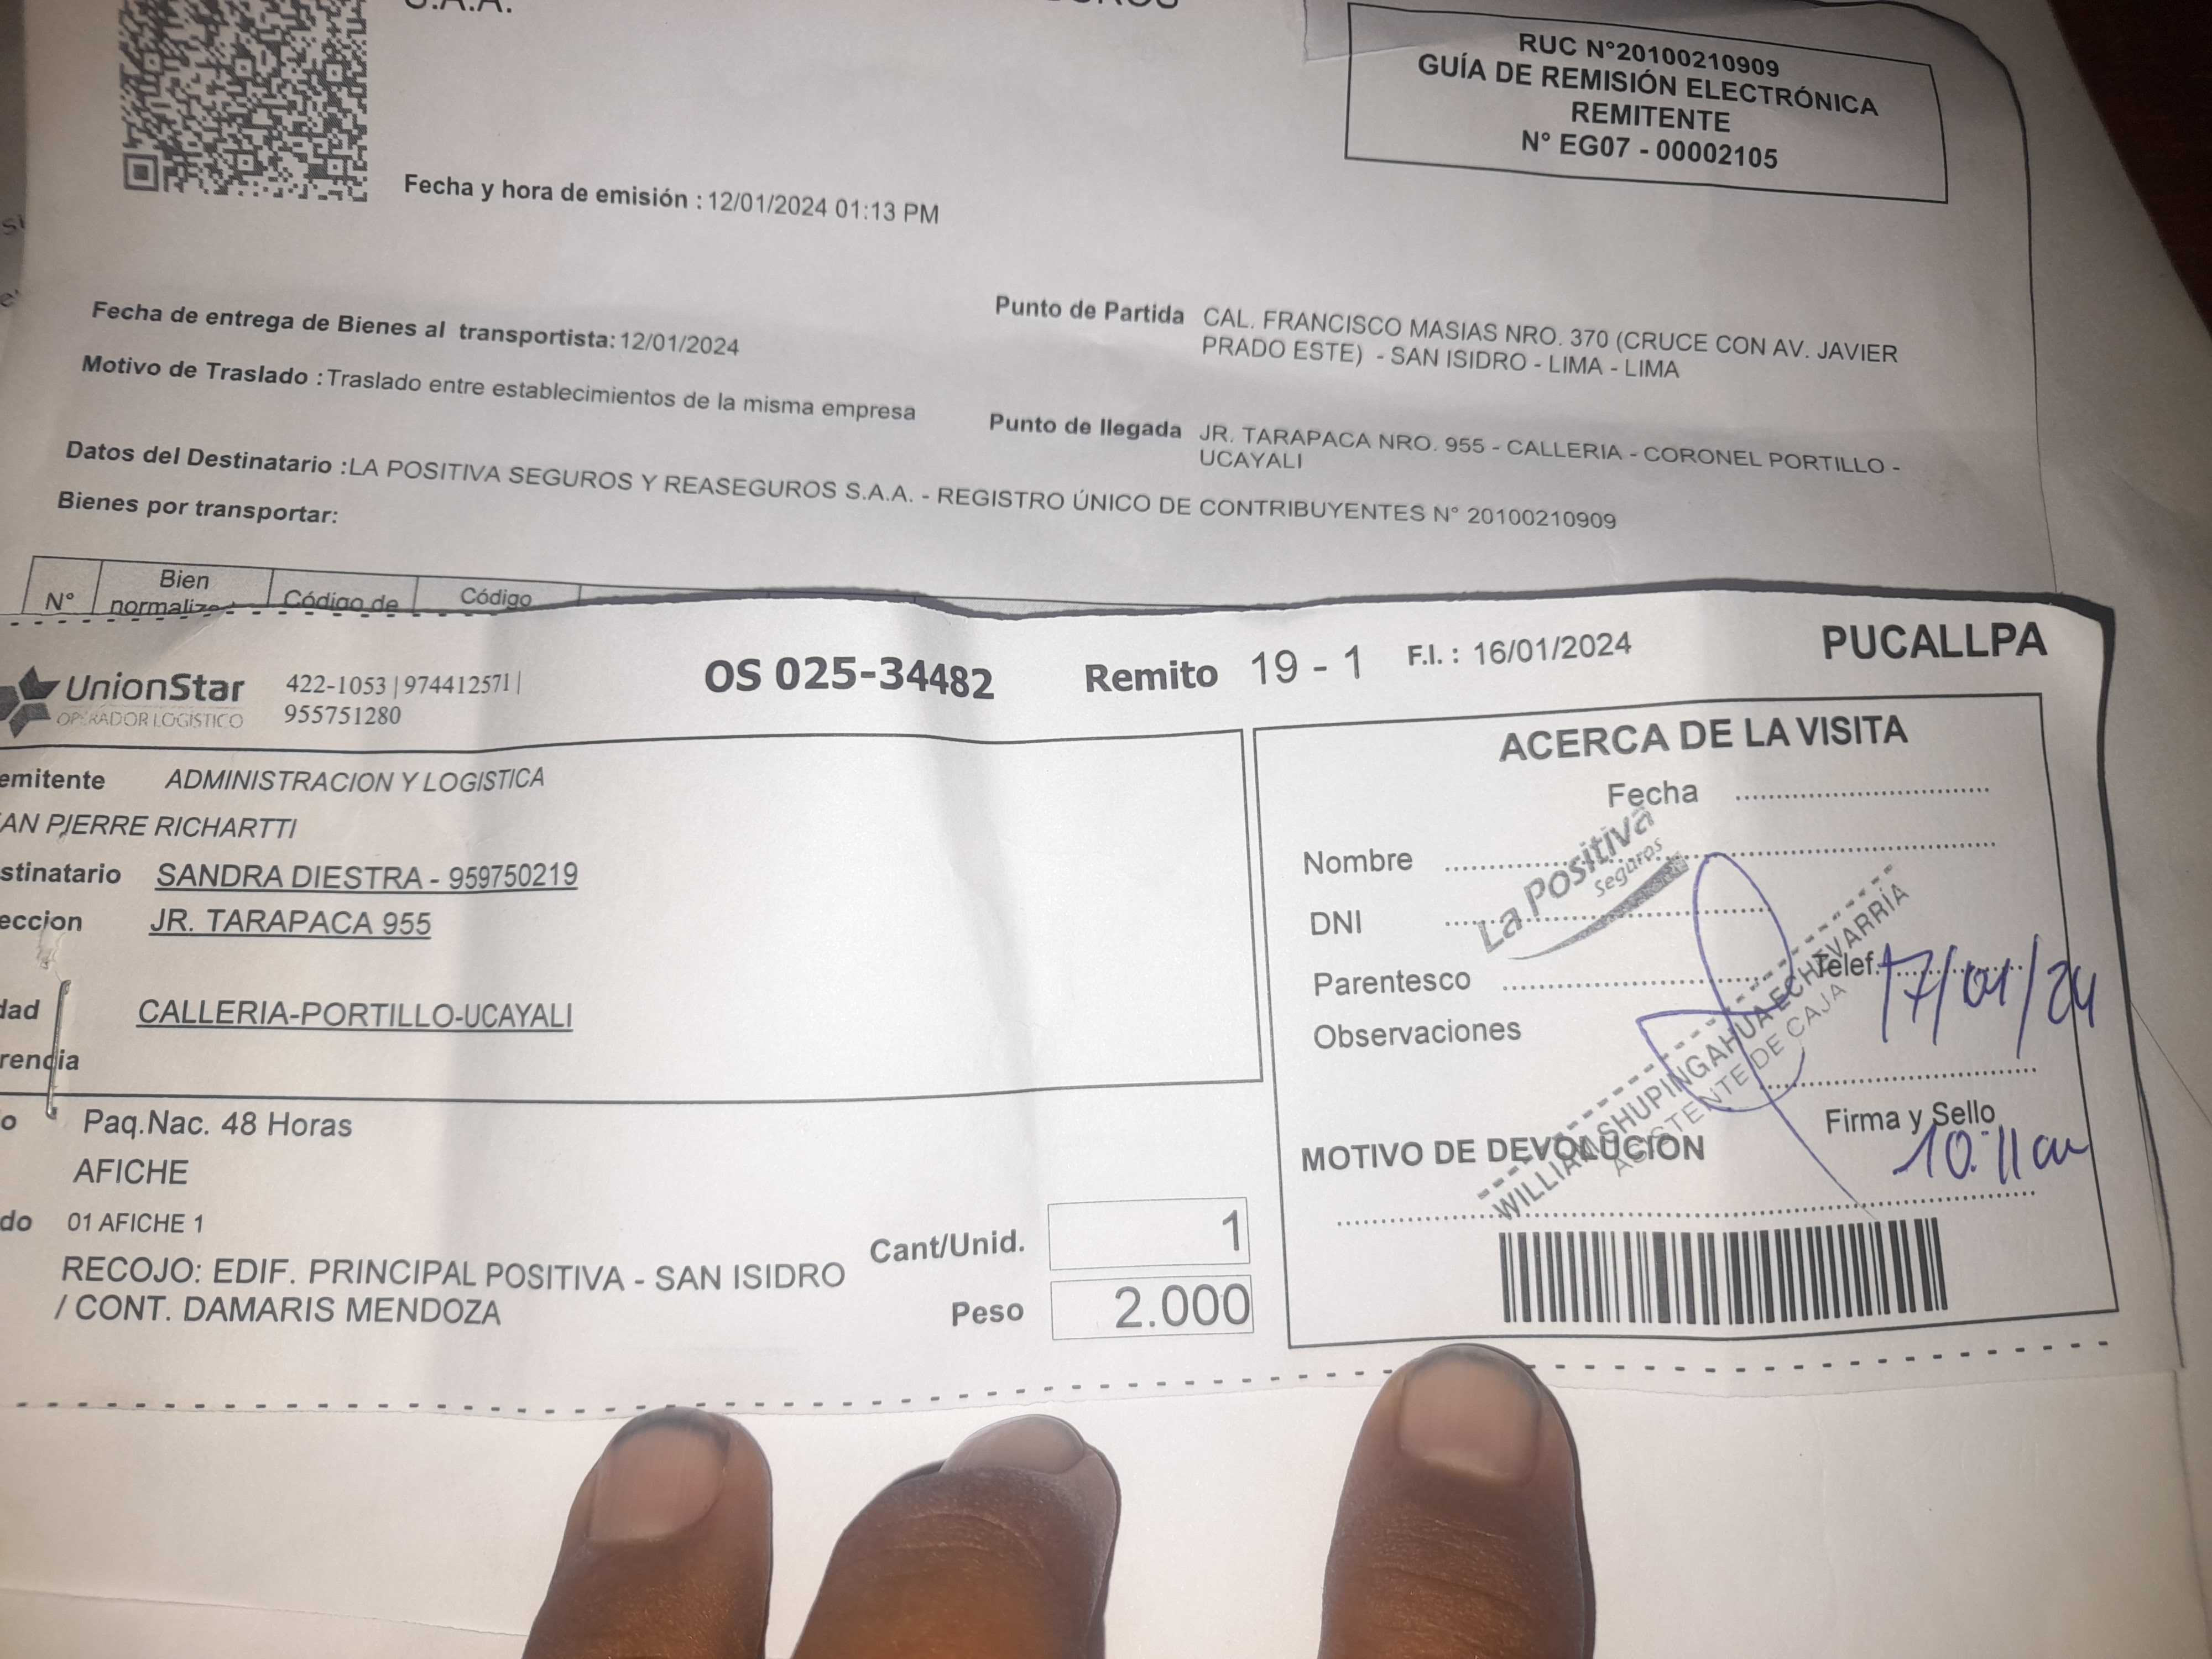 S.A.A.
RUC N°20100210909
GUÍA DE REMISIÓN ELECTRÓNICA
REMITENTE
N° EG07 - 00002105
Fecha y hora de emisión : 12/01/2024 01:13 PM
Fecha de entrega de Bienes al transportista: 12/01/2024
Motivo de Traslado : Traslado entre establecimientos de la misma empresa
Punto de Partida CAL. FRANCISCO MASIAS NRO. 370 (CRUCE CON AV. JAVIER
PRADO ESTE) - SAN ISIDRO - LIMA - LIMA
Punto de llegada JR. TARAPACA NRO. 955 - CALLERIA - CORONEL PORTILLO -
UCAYALI
Datos del Destinatario : LA POSITIVA SEGUROS Y REASEGUROS S.A.A. - REGISTRO ÚNICO DE CONTRIBUYENTES N° 20100210909
Bienes por transportar:
N° Bien Código de Código
UnionStar
OPERADOR LOGISTICO
422-1053 | 974412571 |
955751280
OS 025-34482 Remito 19 - 1 F.I. : 16/01/2024 PUCALLPA
emitente ADMINISTRACION Y LOGISTICA
AN PIERRE RICHARTTI
stinatario SANDRA DIESTRA - 959750219
eccion JR. TARAPACA 955
dad CALLERIA-PORTILLO-UCAYALI
rencia
o Paq.Nac. 48 Horas
AFICHE
do 01 AFICHE 1
RECOJO: EDIF. PRINCIPAL POSITIVA - SAN ISIDRO
/ CONT. DAMARIS MENDOZA
Cant/Unid. 1
Peso 2.000
ACERCA DE LA VISITA
Fecha
Nombre
DNI
Parentesco Telef.
Observaciones
Firma y Sello
MOTIVO DE DEVOLUCION
La Positiva
seguros
WILLIAM SHUPINGAHUA ECHEVARRÍA
ASISTENTE DE CAJA
17/01/24
10:11 am